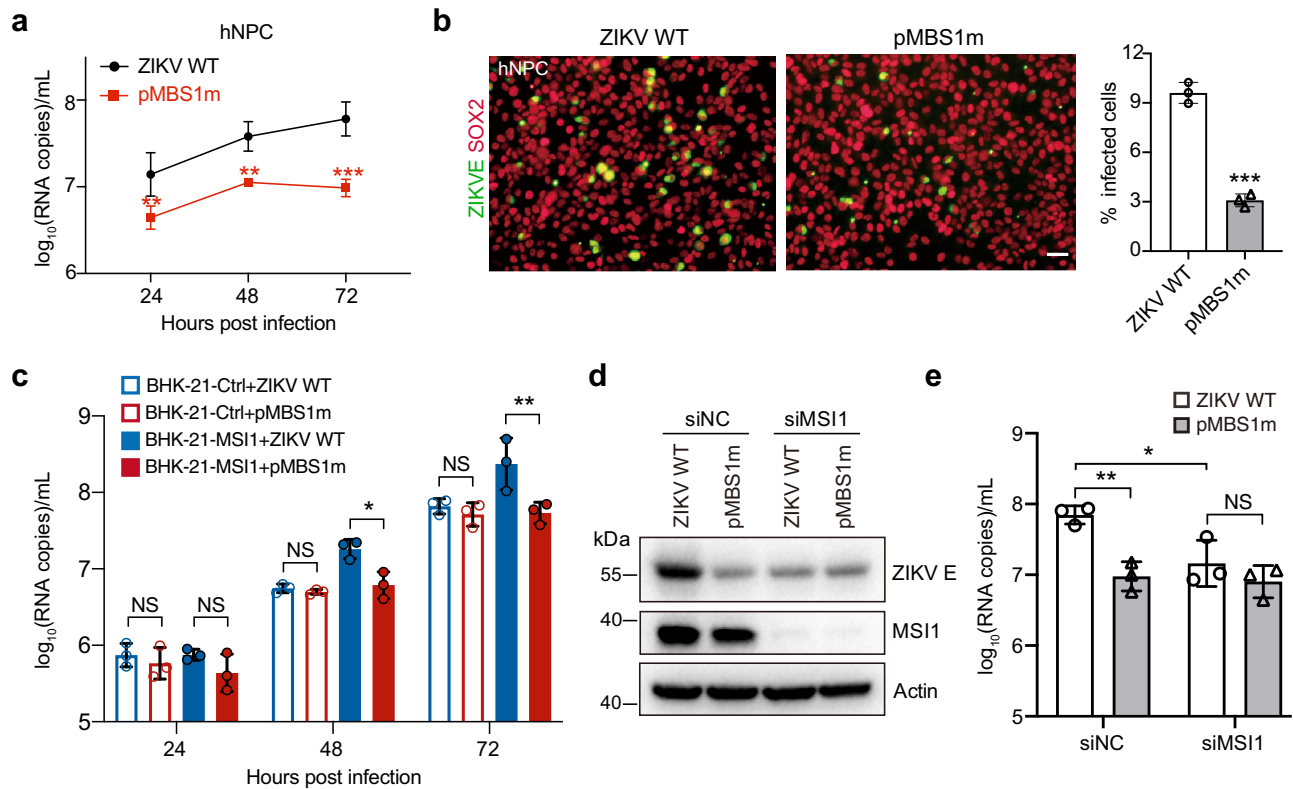 a
hNPC
ZIKV WT
pMBS1m
log10(RNA copies)/mL
8
7
6
**
**
***
24 48 72
Hours post infection
b
ZIKV WT pMBS1m
hNPC
ZIKVE SOX2
% infected cells
12
9
6
3
0
***
ZIKV WT
pMBS1m
c
BHK-21-Ctrl+ZIKV WT
BHK-21-Ctrl+pMBS1m
BHK-21-MSI1+ZIKV WT
BHK-21-MSI1+pMBS1m
log10(RNA copies)/mL
9
8
7
6
5
NS NS
NS *
NS **
24 48 72
Hours post infection
d
siNC siMSI1
ZIKV WT
pMBS1m
ZIKV WT
pMBS1m
kDa
55 ZIKV E
40
MSI1
40 Actin
e
ZIKV WT
pMBS1m
log10(RNA copies)/mL
9
8
7
6
5
*
**
NS
siNC siMSI1